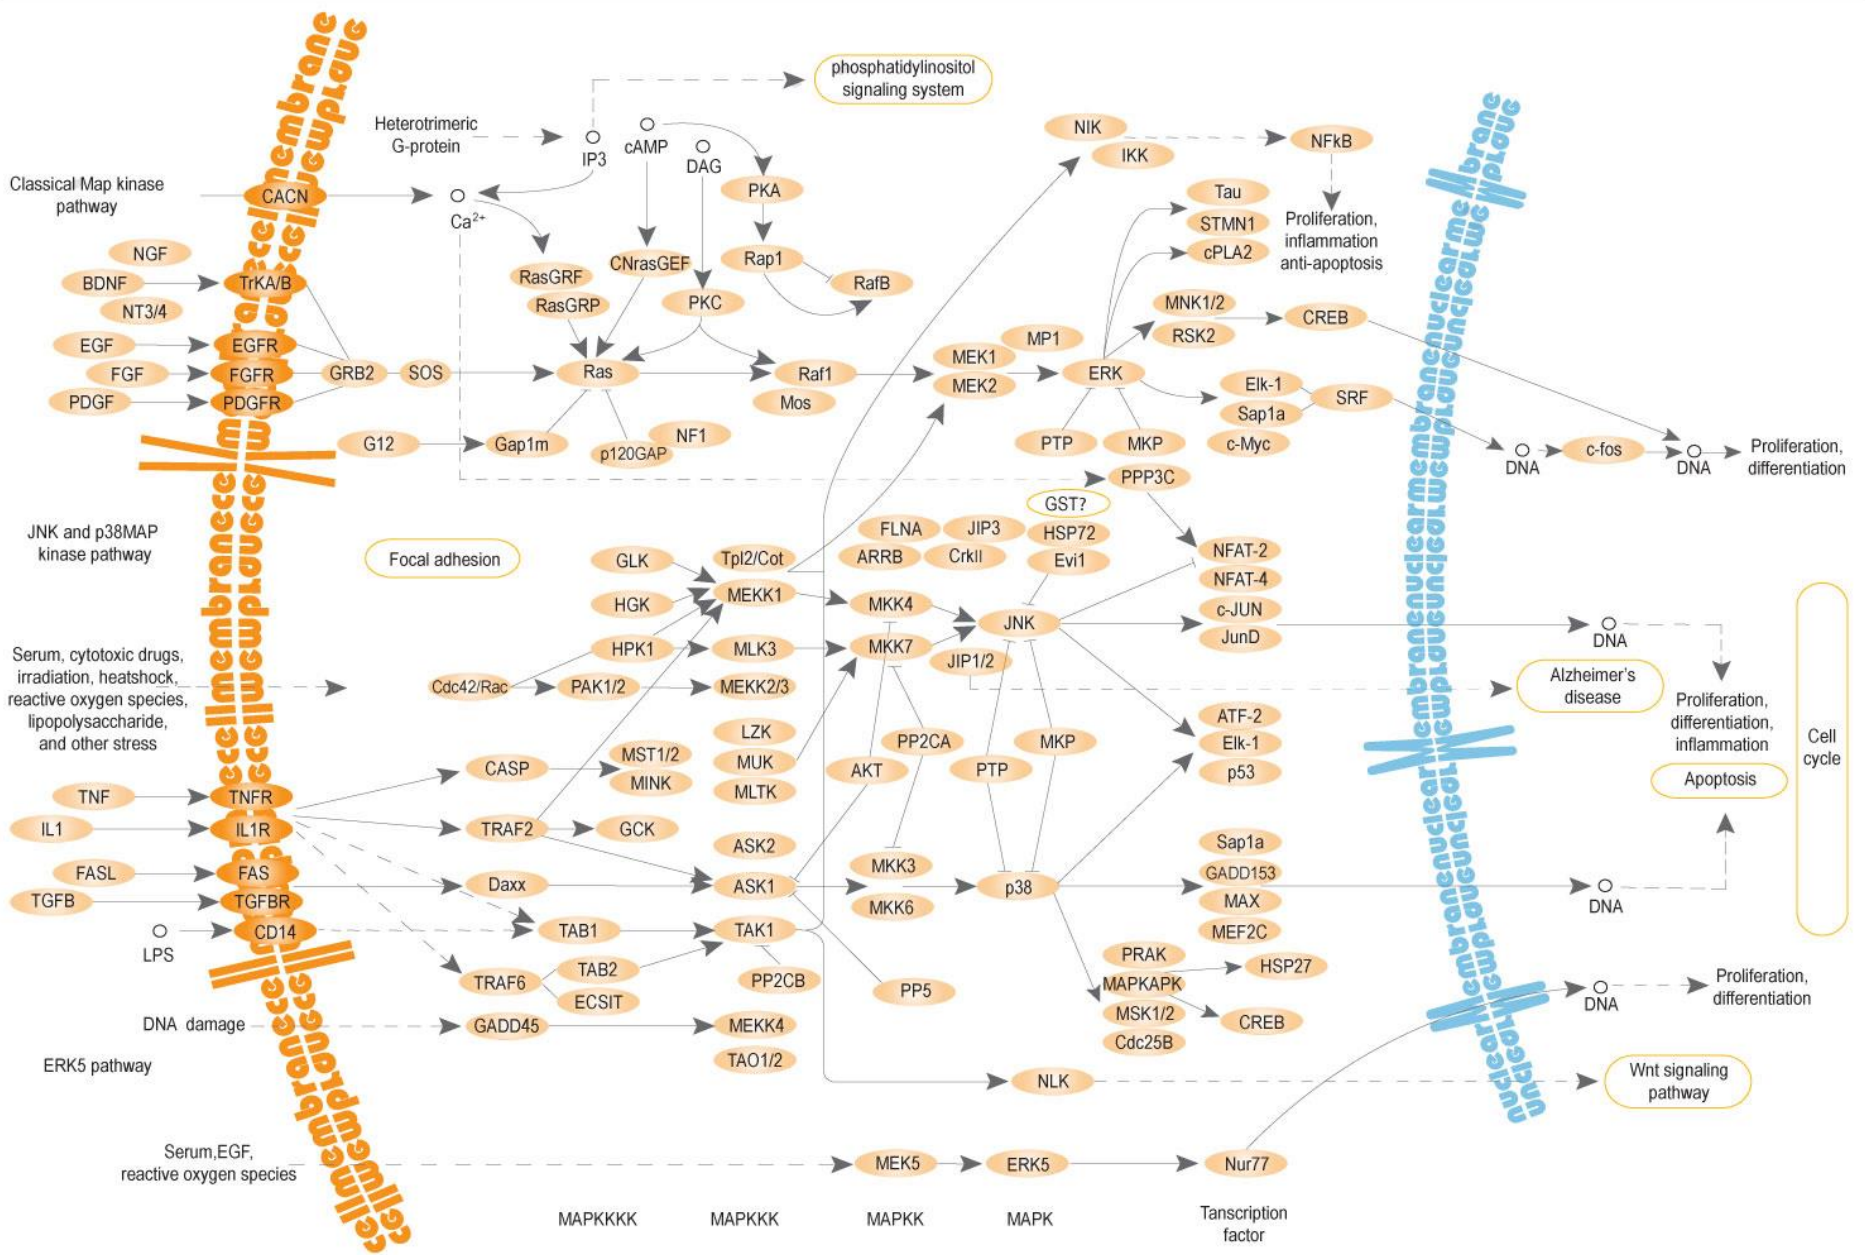 phosphatidylinositol
signaling system
Heterotrimeric
G-protein
IP3
cAMP
DAG
NIK
IKK
NFkB
Classical Map kinase
pathway
CACN
Ca2+
PKA
Tau
STMN1
cPLA2
Proliferation,
inflammation
anti-apoptosis
NGF
BDNF
NT3/4
TrKA/B
RasGRF
RasGRP
CNrasGEF
PKC
Rap1
RafB
MNK1/2
RSK2
CREB
EGF
FGF
PDGF
EGFR
FGFR
PDGFR
GRB2
SOS
Ras
Raf1
Mos
MEK1
MEK2
MP1
ERK
Elk-1
Sap1a
c-Myc
SRF
G12
Gap1m
p120GAP
NF1
PTP
MKP
DNA
c-fos
DNA
Proliferation,
differentiation
PPP3C
GST?
JNK and p38MAP
kinase pathway
Focal adhesion
GLK
HGK
HPK1
Tpl2/Cot
MEKK1
MLK3
MEKK2/3
FLNA
JIP3
ARRB
CrkII
HSP72
Evi1
NFAT-2
NFAT-4
c-JUN
JunD
MKK4
MKK7
JNK
JIP1/2
DNA
Serum, cytotoxic drugs,
irradiation, heatshock,
reactive oxygen species,
lipopolysaccharide,
and other stress
Cdc42/Rac
PAK1/2
Alzheimer's
disease
Proliferation,
differentiation,
inflammation
Cell
cycle
Apoptosis
LZK
MUK
MLTK
PP2CA
AKT
PTP
MKP
ATF-2
Elk-1
p53
CASP
MST1/2
MINK
TNF
IL1
TNFR
IL1R
TRAF2
GCK
ASK2
ASK1
MKK3
MKK6
p38
Sap1a
GADD153
MAX
MEF2C
DNA
FASL
TGFB
FAS
TGFBR
Daxx
LPS
CD14
TAB1
TAK1
TRAF6
TAB2
ECSIT
PP2CB
PP5
PRAK
MAPKAPK
MSK1/2
Cdc25B
HSP27
CREB
DNA
Proliferation,
differentiation
DNA damage
GADD45
MEKK4
TAO1/2
ERK5 pathway
NLK
Wnt signaling
pathway
Serum,EGF,
reactive oxygen species
MEK5
ERK5
Nur77
MAPKKKK
MAPKKK
MAPKK
MAPK
Transcription
factor